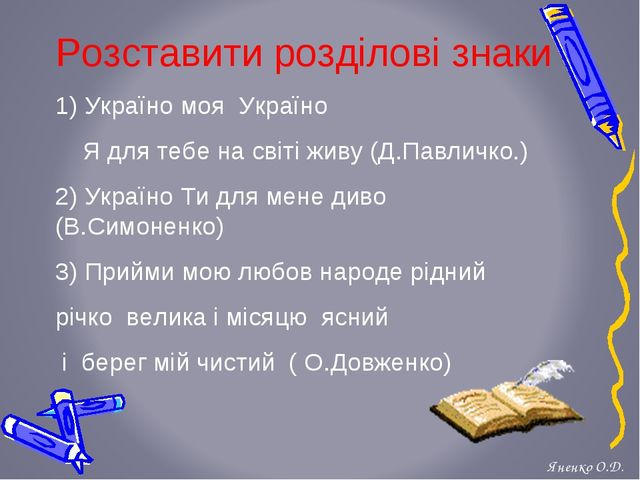 Розставити розділові знаки
1) Україно моя  Україно
Я для тебе на світі живу (Д.Павличко.)
2) Україно Ти для мене диво
(В.Симоненко)
3) Прийми мою любов народе рідний
річко  велика і місяцю  ясний
і  берег мій чистий  ( О.Довженко)
Яненко О.Д.